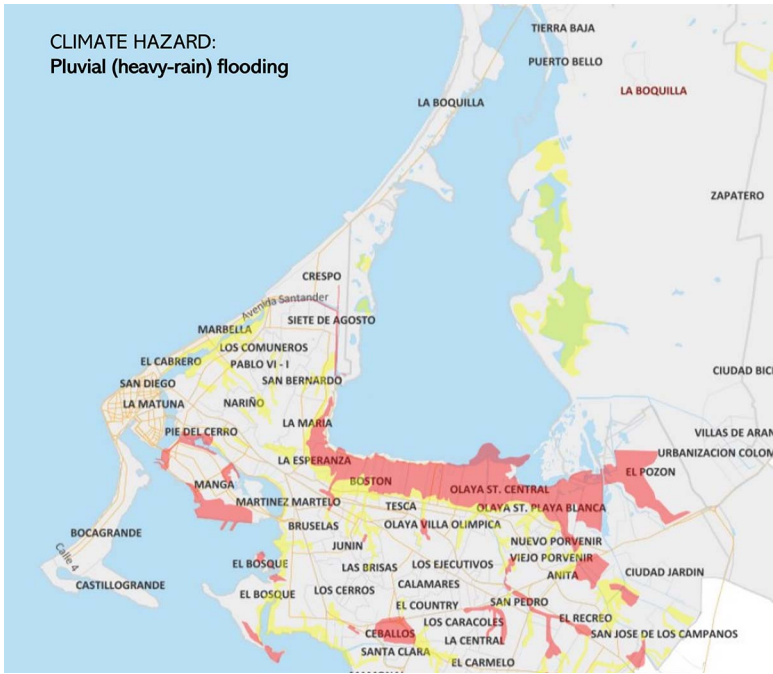 CLIMATE HAZARD:
Pluvial (heavy-rain) flooding
TIERRA BAJA
PUERTO BELLO
LA BOQUILLA
LA BOQUILLA
ZAPATERO
CRESPO
Avenida Santander
SIETE DE AGOSTO
MARBELLA
LOS COMUNEROS
EL CABRERO
PABLO VI - I
CIUDAD BIC
SAN DIEGO
SAN BERNARDO
LA MATUNA
NARIÑO
LA MARIA
PIE DEL CERRO
VILLAS DE ARAN
URBANIZACION COLOM
LA ESPERANZA
EL POZON
MANGA
BOSTON
OLAYA ST. CENTRAL
MARTINEZ MARTELO
TESCA
OLAYA ST. PLAYA BLANCA
BRUSELAS
OLAYA VILLA OLIMPICA
BOCAGRANDE
JUNIN
NUEVO PORVENIR
VIEJO PORVENIR
Calle 4
EL BOSQUE
LAS BRISAS
LOS EJECUTIVOS
ANITA
CIUDAD JARDIN
CASTILLOGRANDE
EL BOSQUE
LOS CERROS
CALAMARES
EL COUNTRY
SAN PEDRO
LOS CARACOLES
EL RECREO
CEBALLOS
LA CENTRAL
SAN JOSE DE LOS CAMPANOS
SANTA CLARA
EL CARMELO